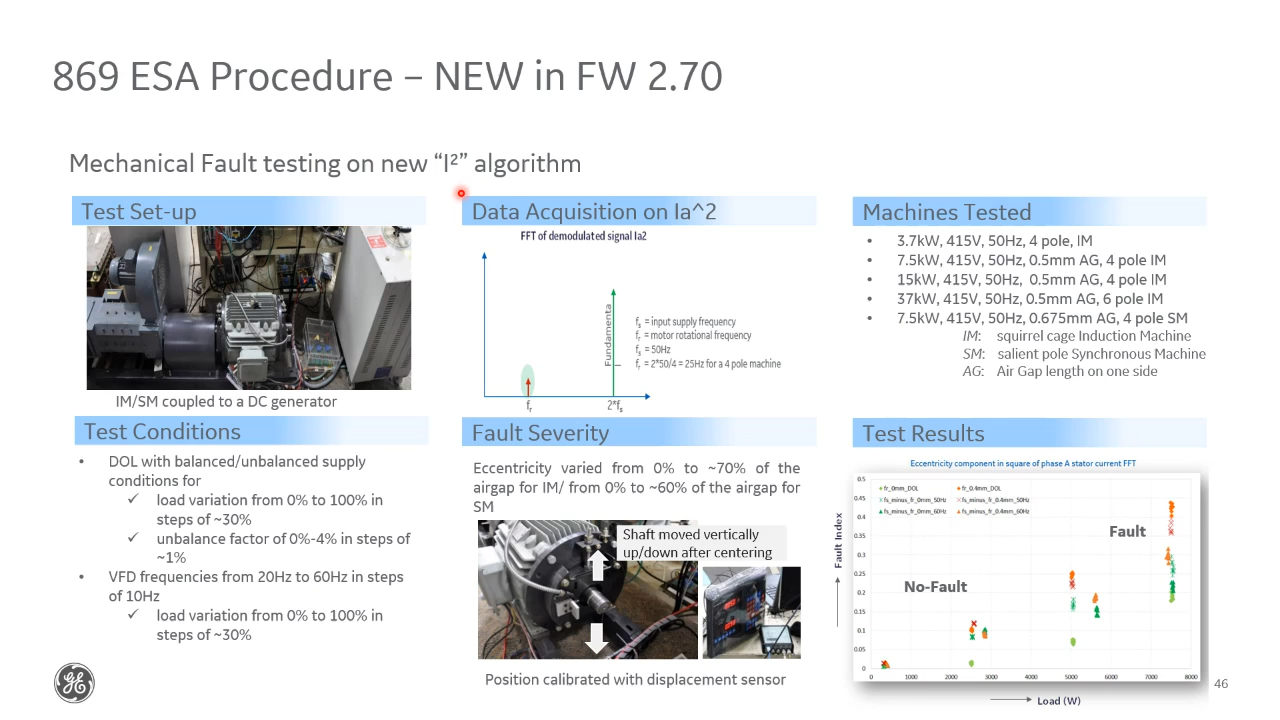 869 ESA Procedure – NEW in FW 2.70
Mechanical Fault testing on new “I²” algorithm
Test Set-up
IM/SM coupled to a DC generator
Data Acquisition on Ia^2
FFT of demodulated signal Ia2
Fundamenta
fs = input supply frequency
fr = motor rotational frequency
fs = 50Hz
fr = 2*50/4 = 25Hz for a 4 pole machine
fr
2*fs
Machines Tested
• 3.7kW, 415V, 50Hz, 4 pole, IM
• 7.5kW, 415V, 50Hz, 0.5mm AG, 4 pole IM
• 15kW, 415V, 50Hz, 0.5mm AG, 4 pole IM
• 37kW, 415V, 50Hz, 0.5mm AG, 6 pole IM
• 7.5kW, 415V, 50Hz, 0.675mm AG, 4 pole SM
IM: squirrel cage Induction Machine
SM: salient pole Synchronous Machine
AG: Air Gap length on one side
Test Conditions
• DOL with balanced/unbalanced supply
conditions for
✓ load variation from 0% to 100% in
steps of ~30%
✓ unbalance factor of 0%-4% in steps of
~1%
• VFD frequencies from 20Hz to 60Hz in steps
of 10Hz
✓ load variation from 0% to 100% in
steps of ~30%
Fault Severity
Eccentricity varied from 0% to ~70% of the
airgap for IM/ from 0% to ~60% of the airgap for
SM
Shaft moved vertically
up/down after centering
Position calibrated with displacement sensor
Test Results
Eccentricity component in square of phase A stator current FFT
fr_0mm_DOL fr_0.4mm_DOL
fs_minus_fr_0mm_50Hz fs_minus_fr_0.4mm_50Hz
fs_minus_fr_0mm_60Hz fs_minus_fr_0.4mm_60Hz
Fault
No-Fault
Fault Index
0.5
0.45
0.4
0.35
0.3
0.25
0.2
0.15
0.1
0.05
0
0 1000 2000 3000 4000 5000 6000 7000 8000
Load (W)
GE
46